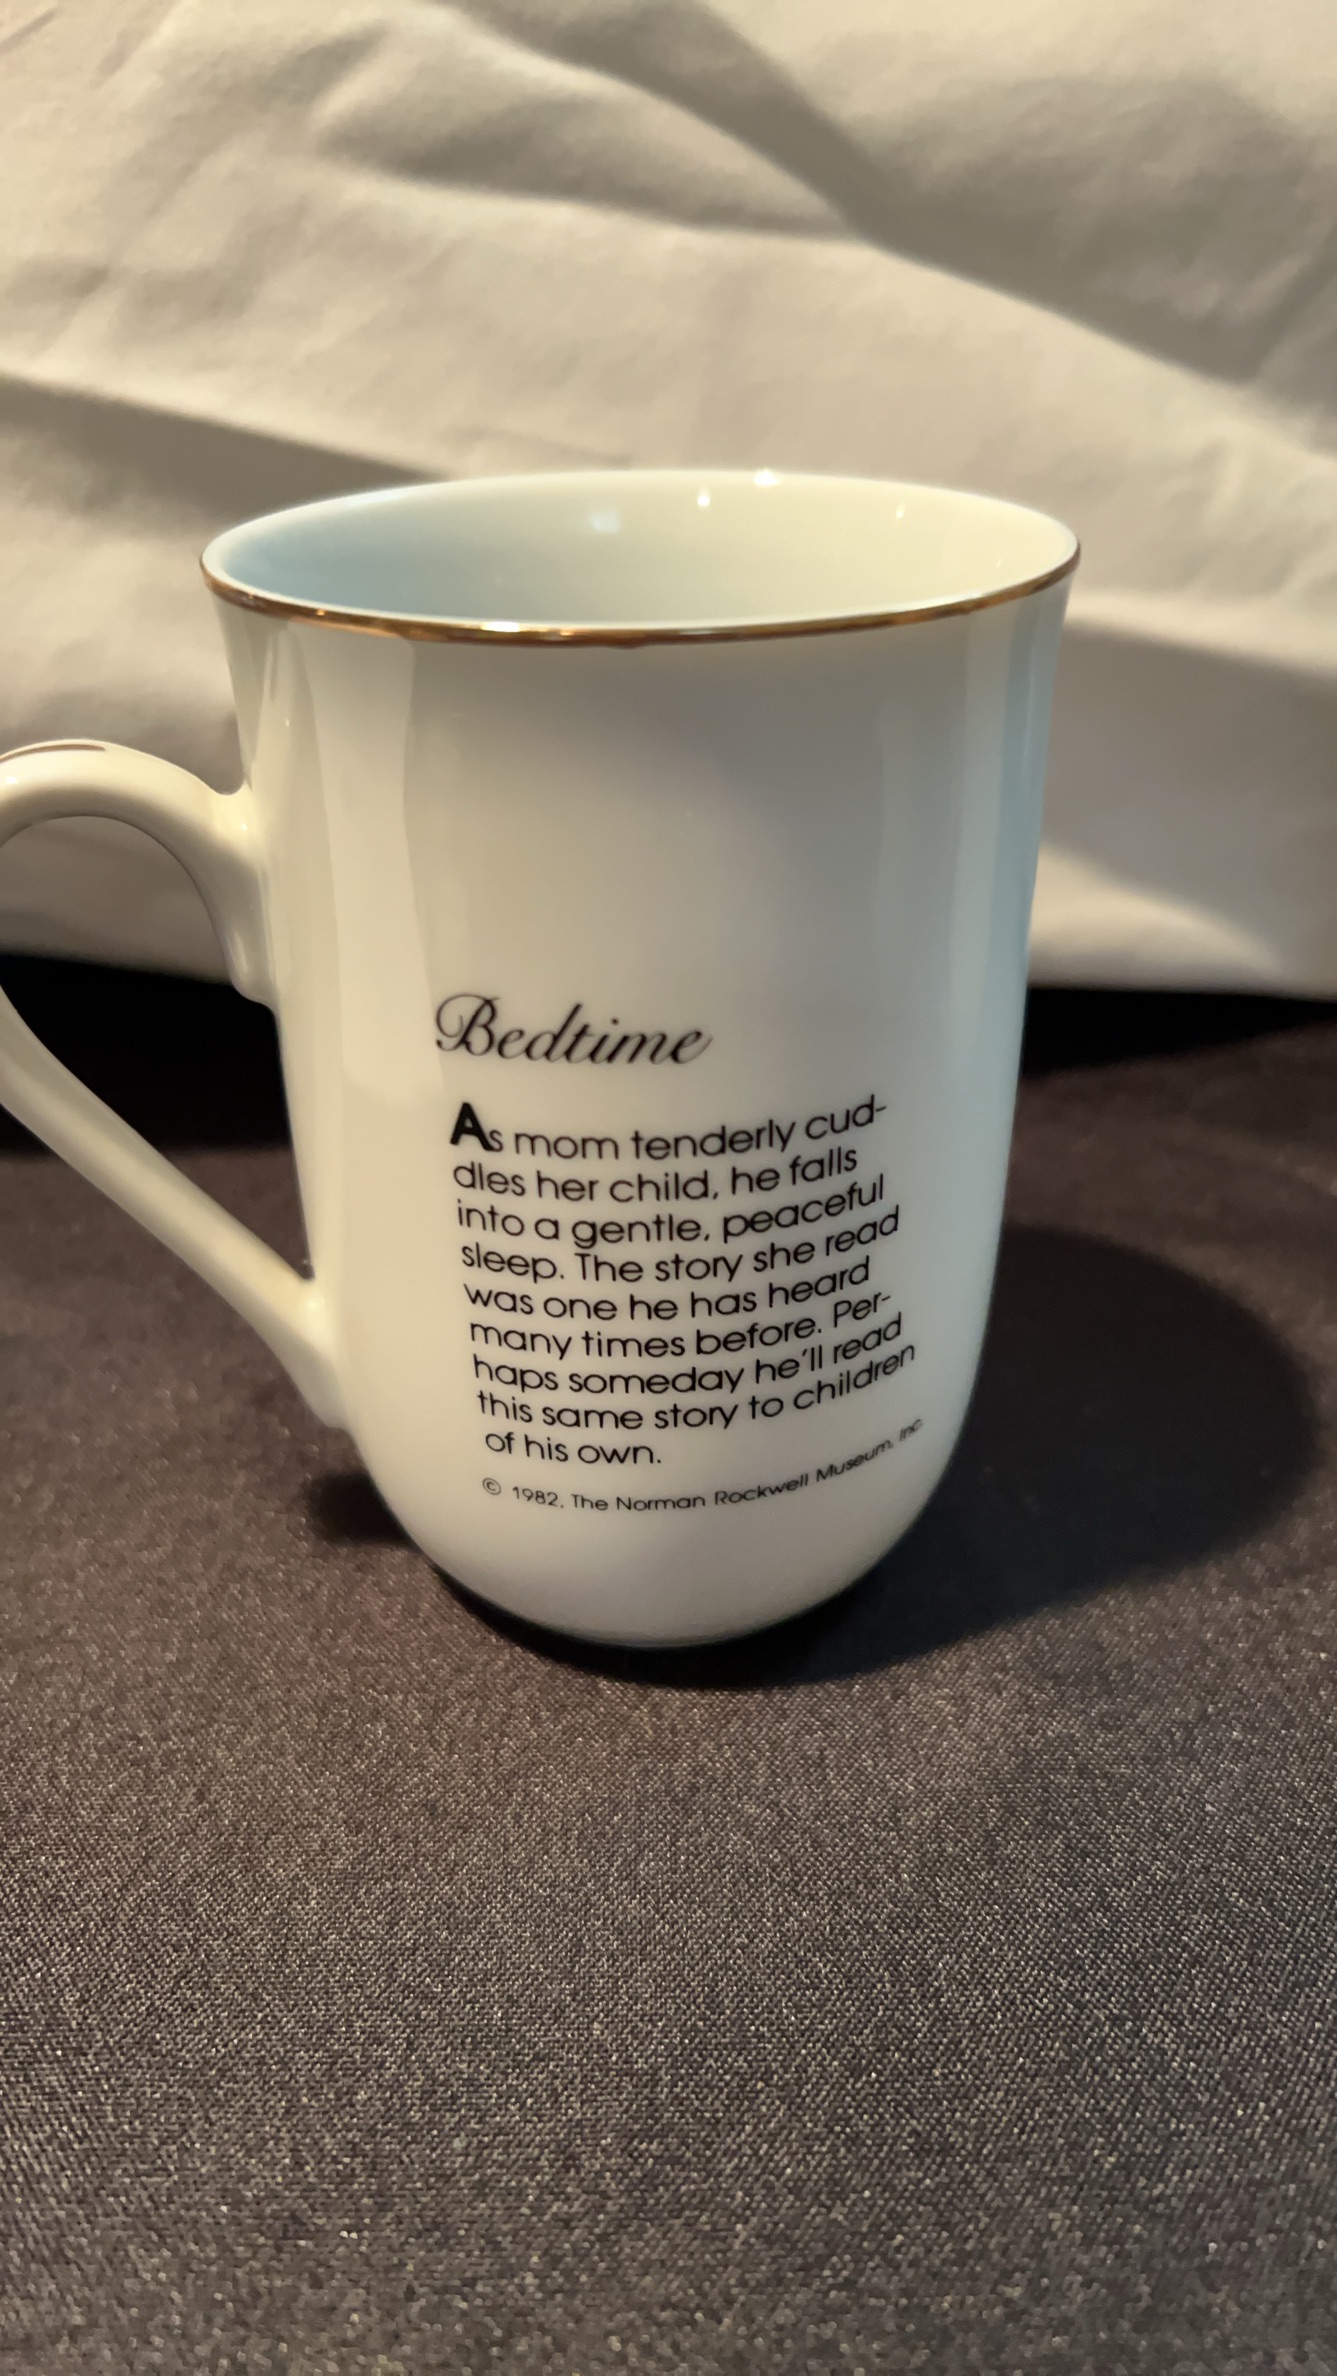 Bedtime
As mom tenderly cud-
dles her child, he falls
into a gentle, peaceful
sleep. The story she read
was one he has heard
many times before. Per-
haps someday he'll read
this same story to children
of his own.
© 1982, The Norman Rockwell Museum, Inc.